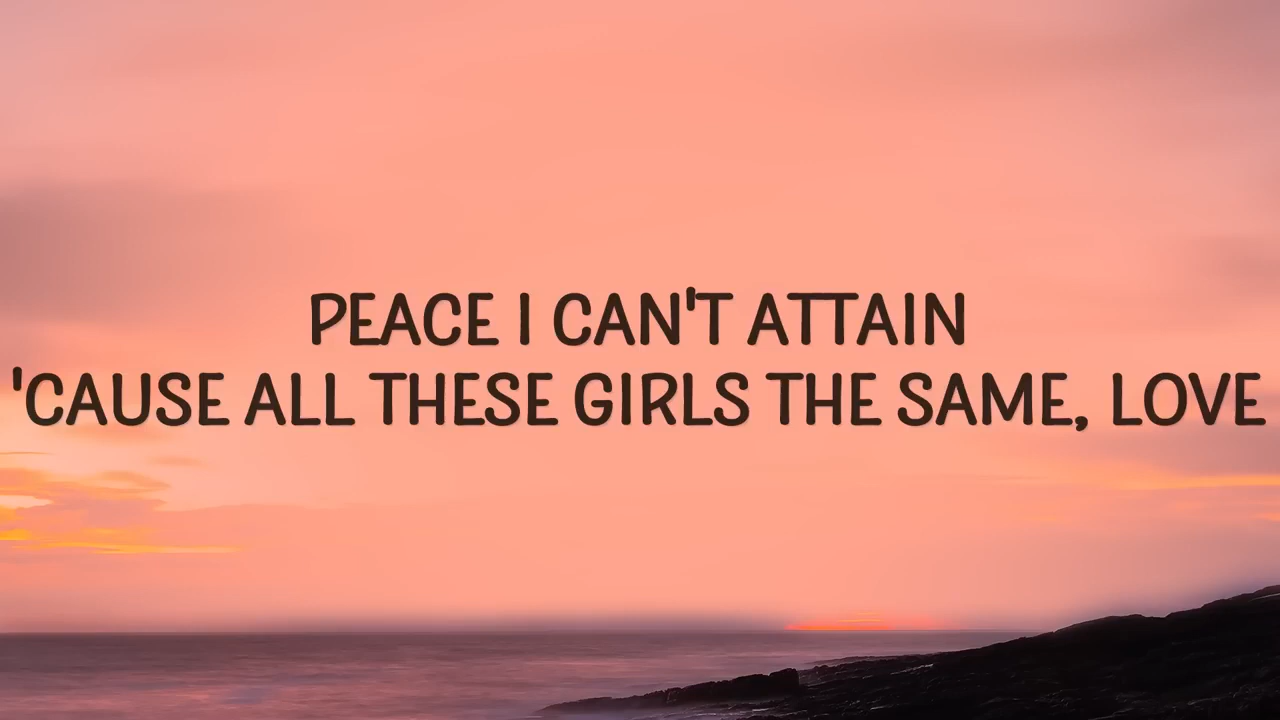 PEACE I CAN'T ATTAIN
'CAUSE ALL THESE GIRLS THE SAME, LOVE